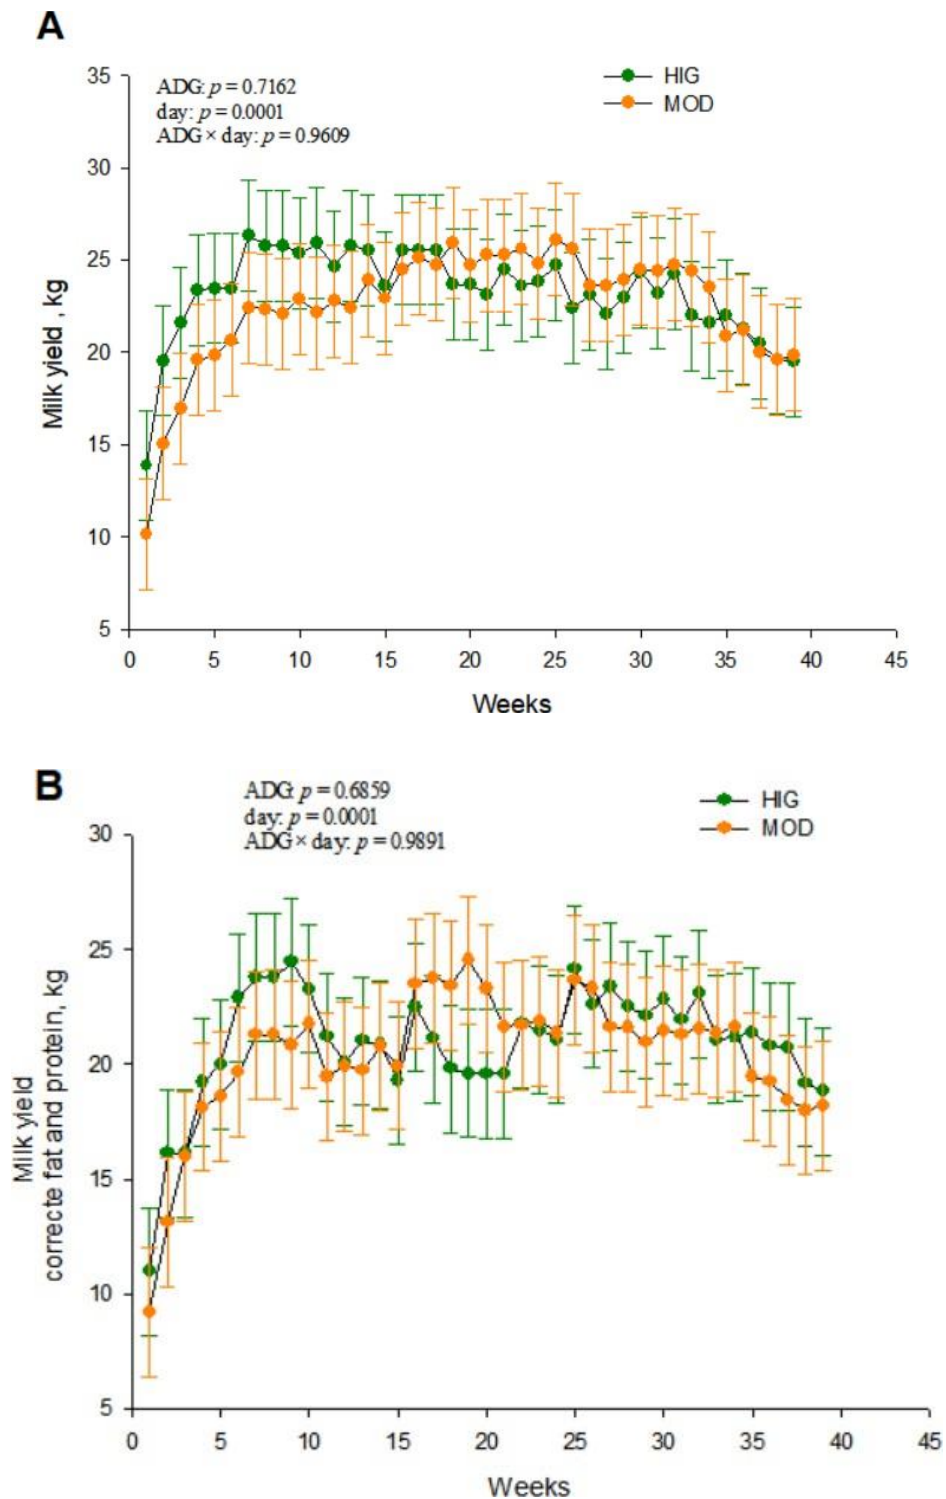 A
ADG: p = 0.7162
day: p = 0.0001
ADG × day: p = 0.9609
HIG
MOD
35
30
25
20
15
10
5
Milk yield , kg
0 5 10 15 20 25 30 35 40 45
Weeks
B
ADG: p = 0.6859
day: p = 0.0001
ADG × day: p = 0.9891
HIG
MOD
30
25
20
15
10
5
Milk yield
correcte fat and protein, kg
0 5 10 15 20 25 30 35 40 45
Weeks